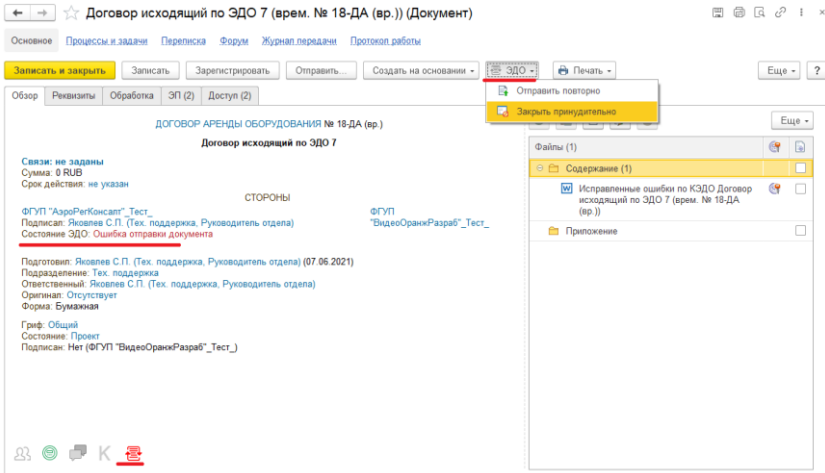 Договор исходящий по ЭДО 7 (врем. № 18-ДА (вр.)) (Документ)
Основное Процессы и задачи Переписка Форум Журнал передачи Протокол работы
Записать и закрыть Записать Зарегистрировать Отправить... Создать на основании ЭДО Печать Еще ?
Отправить повторно
Закрыть принудительно
Обзор Реквизиты Обработка ЭП (2) Доступ (2)
Еще
ДОГОВОР АРЕНДЫ ОБОРУДОВАНИЯ № 18-ДА (вр.)
Договор исходящий по ЭДО 7
Связи: не заданы
Сумма: 0 RUB
Срок действия: не указан
СТОРОНЫ
ФГУП "АэроРегКонсалт"_Тест_
Подписал: Яковлев С.П. (Тех. поддержка, Руководитель отдела)
Состояние ЭДО: Ошибка отправки документа
ФГУП
"ВидеоОранжРазраб"_Тест_
Подготовил: Яковлев С.П. (Тех. поддержка, Руководитель отдела) (07.06.2021)
Подразделение: Тех. поддержка
Ответственный: Яковлев С.П. (Тех. поддержка, Руководитель отдела)
Оригинал: Отсутствует
Форма: Бумажная
Гриф: Общий
Состояние: Проект
Подписан: Нет (ФГУП "ВидеоОранжРазраб"_Тест_)
Файлы (1)
Содержание (1)
Исправленные ошибки по КЭДО Договор
исходящий по ЭДО 7 (врем. № 18-ДА
(вр.))
Приложение